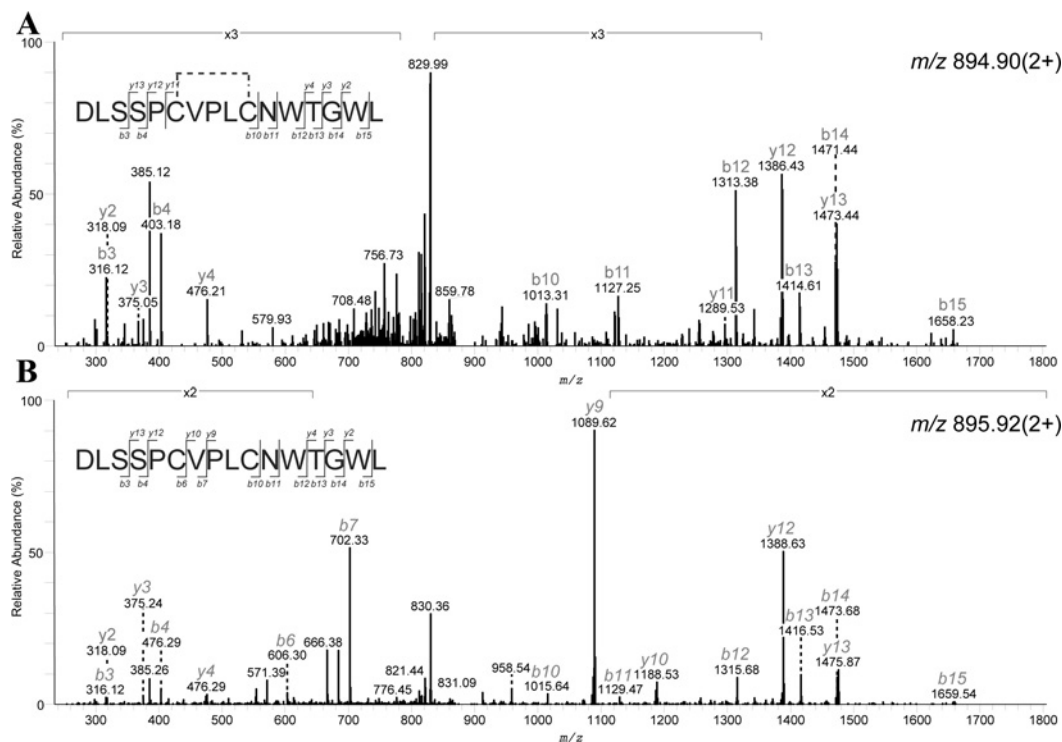 A
x3
x3
m/z 894.90(2+)
y13 y12 y11 y4 y3 y2
DLSSPCVPLCNWTGWL
b3 b4 b10 b11 b12 b13 b14 b15
Relative Abundance (%)
100
50
0
829.99
385.12
b4
403.18
y2
318.09
b3
316.12
y3
375.05
y4
476.21
579.93
708.48
756.73
859.78
b10
1013.31
b11
1127.25
y11
1289.53
b12
1313.38
y12
1386.43
b13
1414.61
b14
1471.44
y13
1473.44
b15
1658.23
300 400 500 600 700 800 900 1000 1100 1200 1300 1400 1500 1600 1700 1800
m/z
B
x2
x2
m/z 895.92(2+)
y13 y12 y10 y9 y4 y3 y2
DLSSPCVPLCNWTGWL
b3 b4 b6 b7 b10 b11 b12 b13 b14 b15
Relative Abundance (%)
100
50
0
y9
1089.62
b7
702.33
y12
1388.63
y3
375.24
y2
318.09
b3
316.12
b4
476.29
385.26
y4
476.29
571.39
b6
606.30
666.38
830.36
821.44
776.45
831.09
958.54
b10
1015.64
b11
1129.47
y10
1188.53
b12
1315.68
b13
1416.53
b14
1473.68
y13
1475.87
b15
1659.54
300 400 500 600 700 800 900 1000 1100 1200 1300 1400 1500 1600 1700 1800
m/z